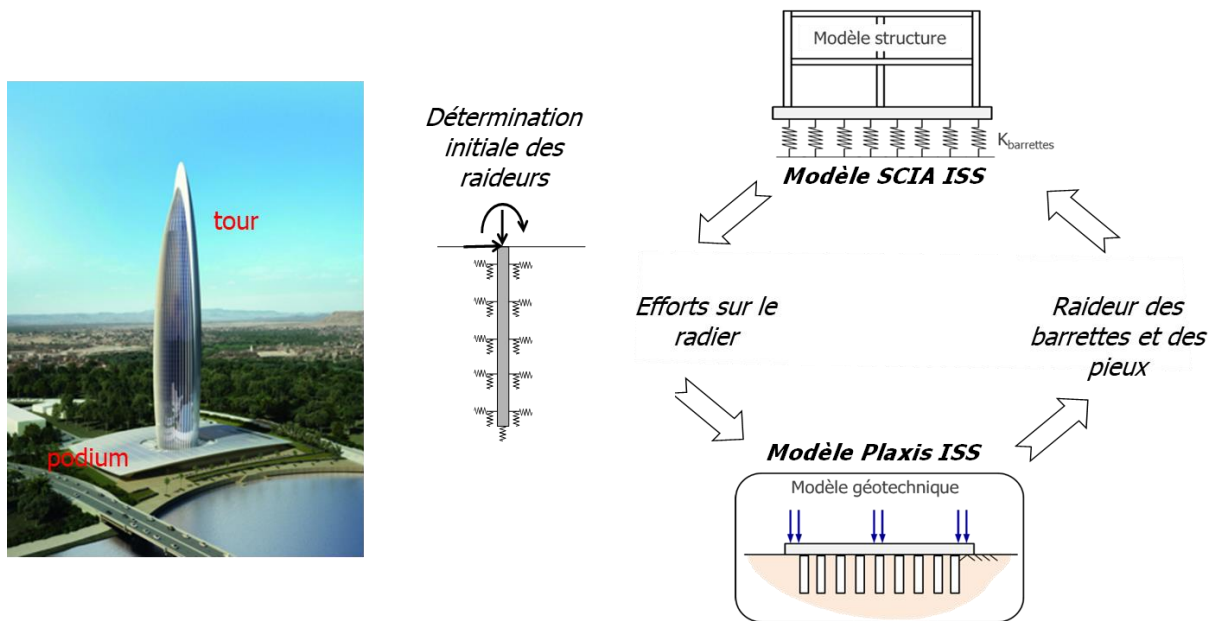 tour
podium
Détermination
initiale des
raideurs
Modèle structure
Kbarrettes
Modèle SCIA ISS
Efforts sur le
radier
Raideur des
barrettes et des
pieux
Modèle Plaxis ISS
Modèle géotechnique